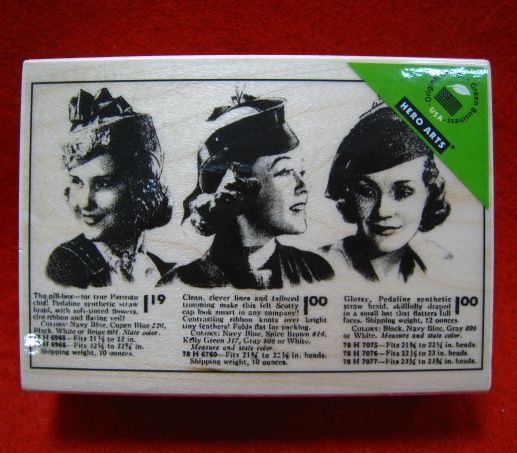 Original
Green Business
USA
HERO ARTS®
The pill-box—for true Parisian
chic! Pedaline synthetic straw
braid, with soft-tinted flowers,
cire ribbon and flaring veil!
COLORS: Navy Blue, Copen Blue 220,
Black, White or Beige 601. State color.
78 H 6965—Fits 21½ to 22 in.
78 H 6966—Fits 22½ to 22¾ in.
Shipping weight, 10 ounces.
$1 19
Clean, clever lines and tailored
trimming make this felt Scotty
cap look smart in any company!
Contrasting ribbon knots over bright
tiny feathers! Folds flat for packing.
COLORS: Navy Blue, Spice Brown 614,
Kelly Green 317, Gray 806 or White.
Measure and state color.
78 H 6760—Fits 21¾ to 22½ in. heads.
Shipping weight, 10 ounces.
$1 00
Glossy, Pedaline synthetic
straw braid, skillfully draped
in a small hat that flatters full
faces. Shipping weight, 12 ounces.
COLORS: Black, Navy Blue, Gray 806
or White. Measure and state color.
78 H 7075—Fits 21¾ to 22¼ in. heads.
78 H 7076—Fits 22½ to 23 in. heads.
78 H 7077—Fits 23¼ to 23¾ in. heads.
$1 00